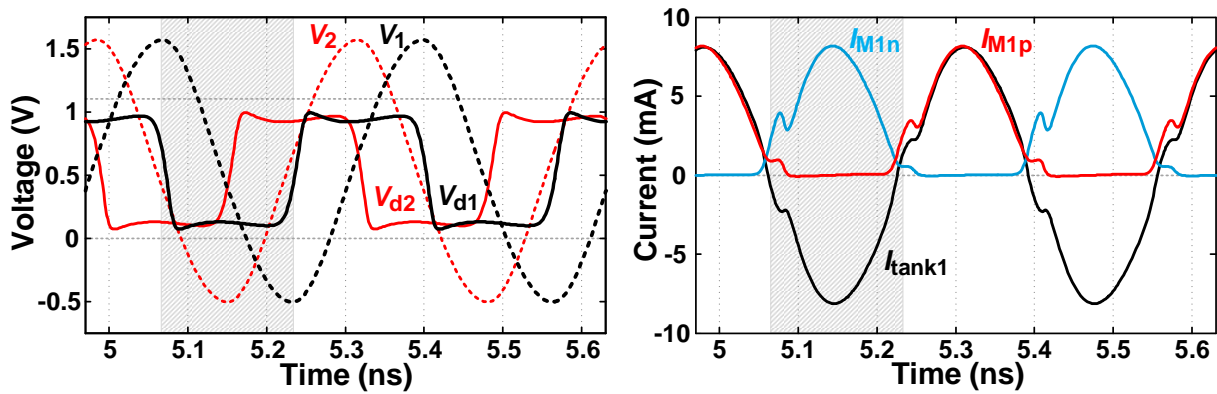 Voltage (V)
1.5
1
0.5
0
-0.5
V2
V1
Vd2
Vd1
5 5.1 5.2 5.3 5.4 5.5 5.6
Time (ns)
Current (mA)
10
5
0
-5
-10
IM1n
IM1p
Itank1
5 5.1 5.2 5.3 5.4 5.5 5.6
Time (ns)